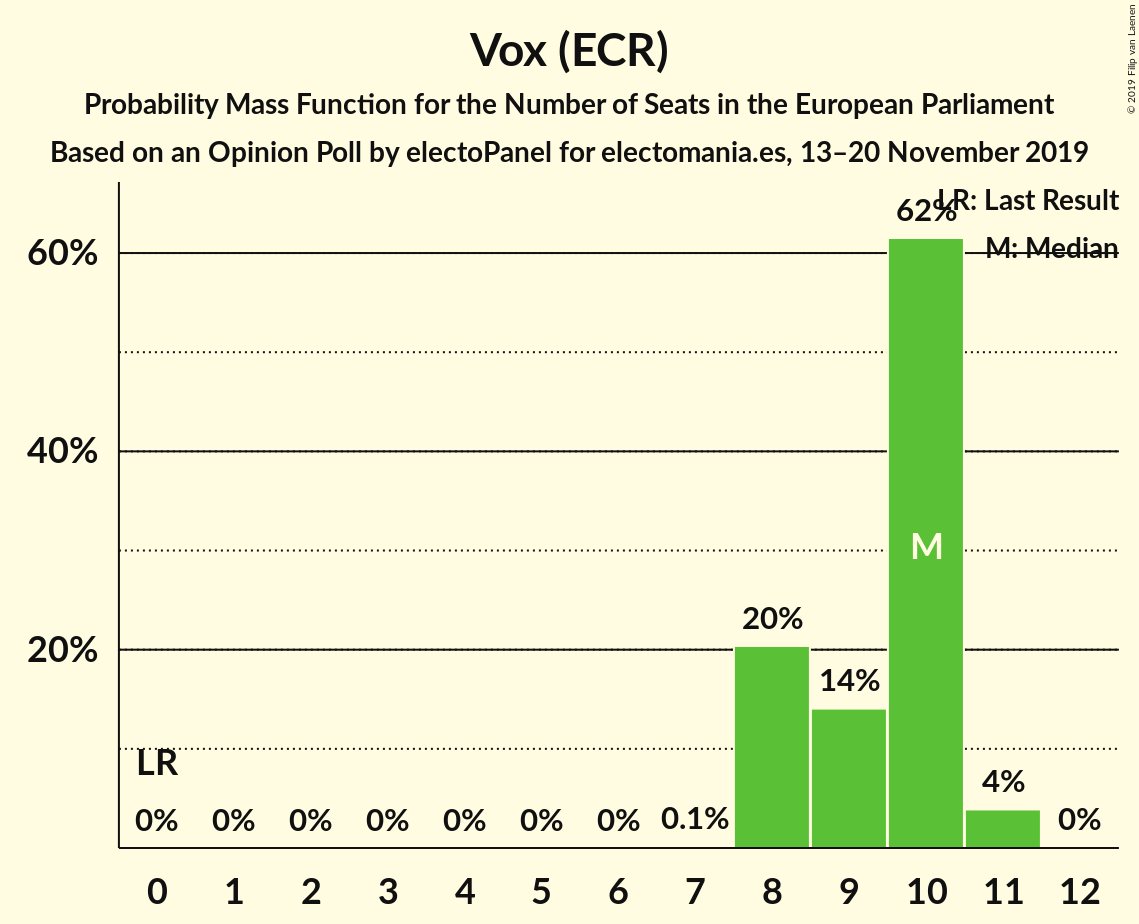 Vox (ECR)
Probability Mass Function for the Number of Seats in the European Parliament
Based on an Opinion Poll by electoPanel for electomania.es, 13–20 November 2019
© 2019 Filip van Laenen
LR: Last Result
M: Median
60%
40%
20%
62%
M
20%
14%
4%
LR
0% 0% 0% 0% 0% 0% 0% 0.1% 0%
0 1 2 3 4 5 6 7 8 9 10 11 12